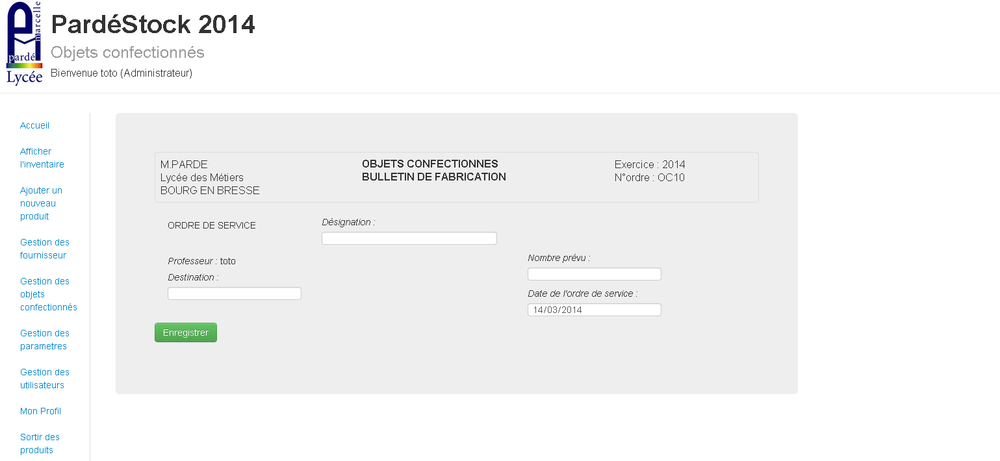 marcelle
pardé
Lycée
PardéStock 2014
Objets confectionnés
Bienvenue toto (Administrateur)
Accueil
Afficher
l'inventaire
Ajouter un
nouveau
produit
Gestion des
fournisseur
Gestion des
objets
confectionnés
Gestion des
parametres
Gestion des
utilisateurs
Mon Profil
Sortir des
produits
M.PARDE
Lycée des Métiers
BOURG EN BRESSE
OBJETS CONFECTIONNES
BULLETIN DE FABRICATION
Exercice : 2014
N°ordre : OC10
ORDRE DE SERVICE
Désignation :
Professeur : toto
Destination :
Nombre prévu :
Date de l'ordre de service :
14/03/2014
Enregistrer